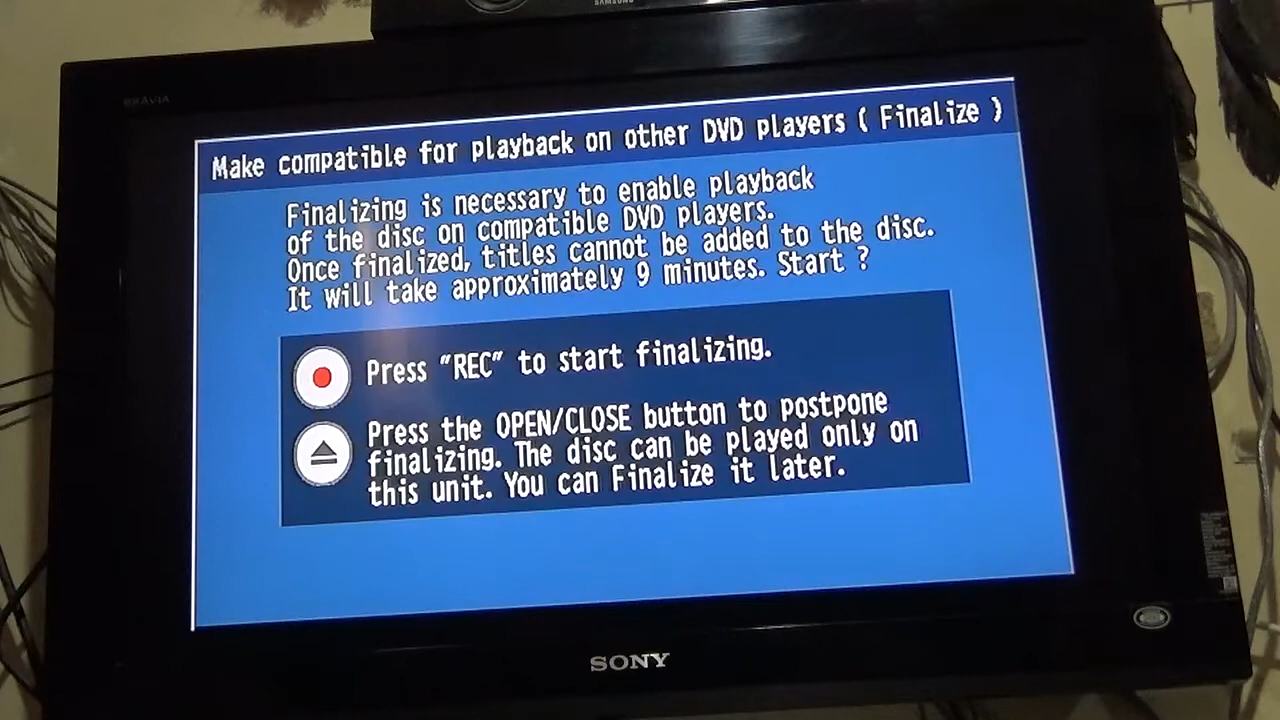 SAMSUNG
BRAVIA
Make compatible for playback on other DVD players ( Finalize )
Finalizing is necessary to enable playback
of the disc on compatible DVD players.
Once finalized, titles cannot be added to the disc.
It will take approximately 9 minutes. Start ?
Press "REC" to start finalizing.
Press the OPEN/CLOSE button to postpone
finalizing. The disc can be played only on
this unit. You can Finalize it later.
SONY